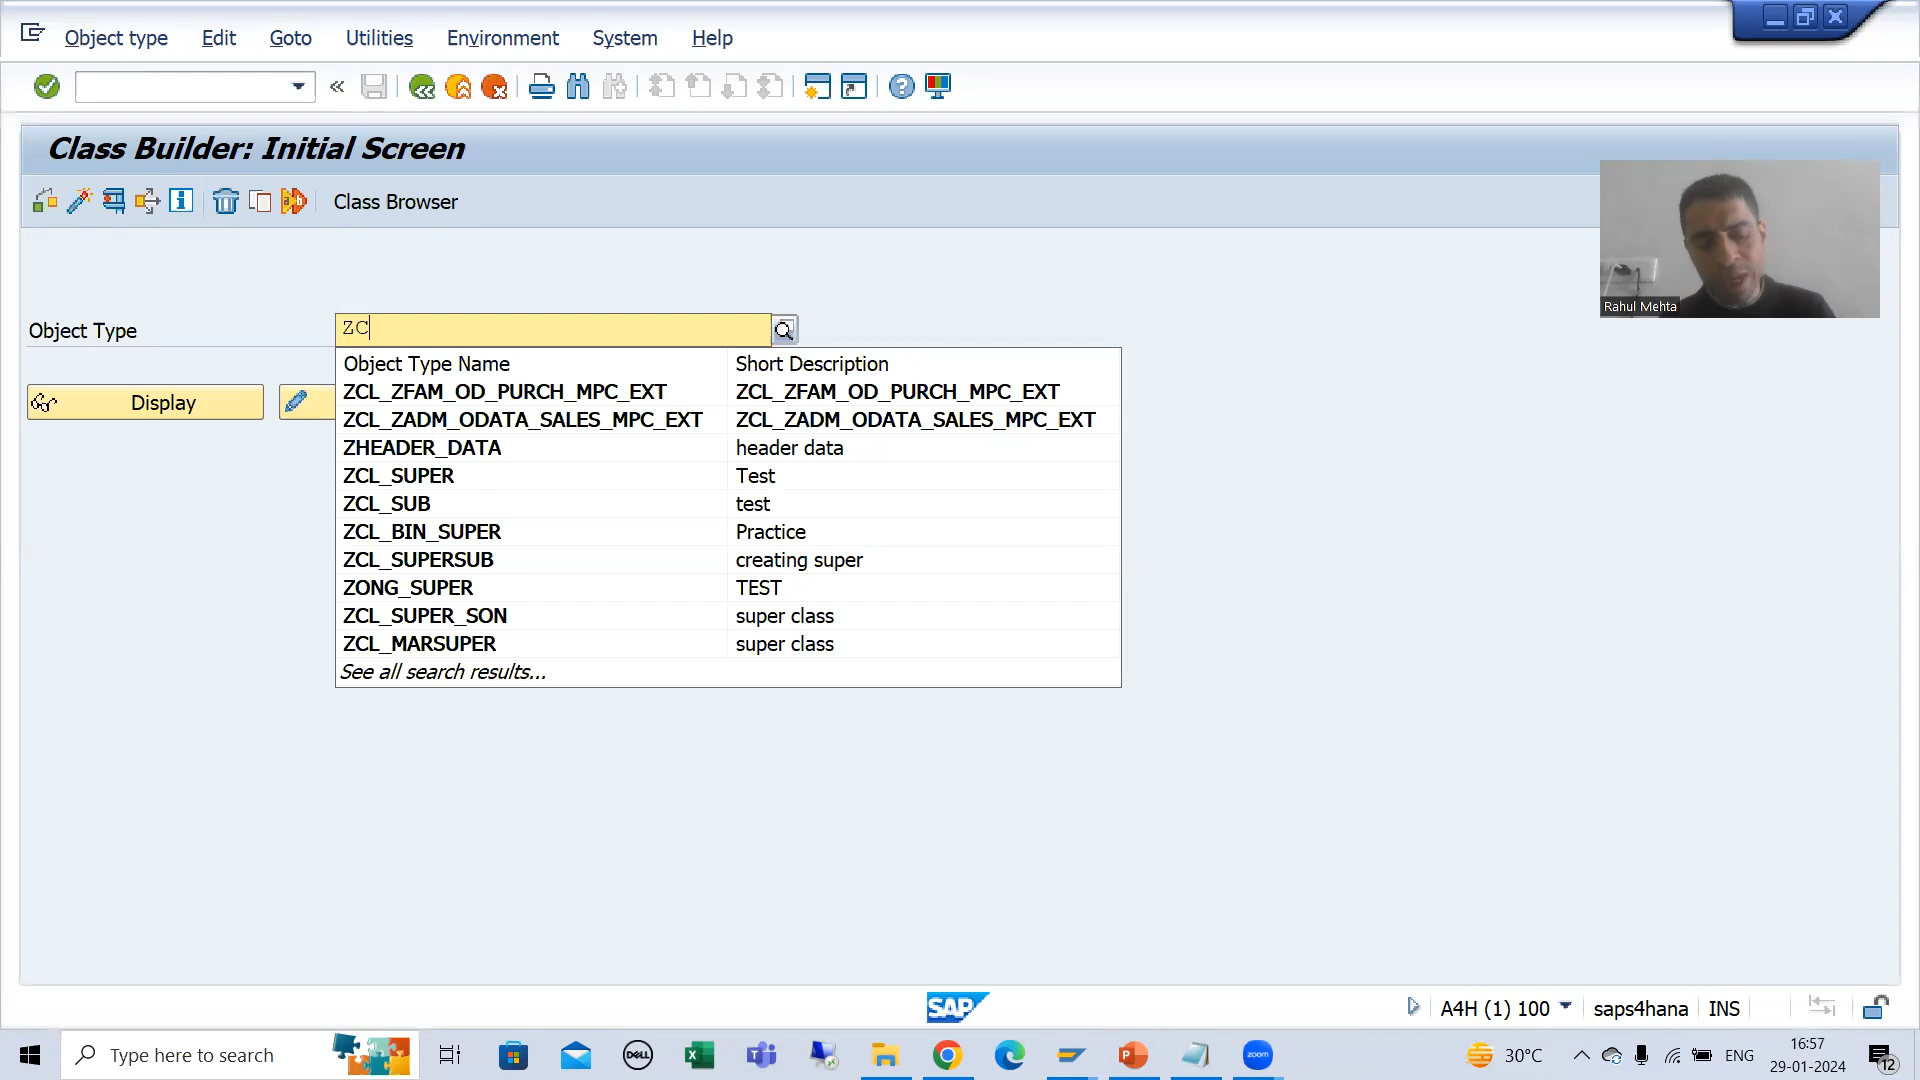 Object type Edit Goto Utilities Environment System Help
Class Builder: Initial Screen
Class Browser
Rahul Mehta
Object Type ZC
Object Type Name Short Description
ZCL_ZFAM_OD_PURCH_MPC_EXT ZCL_ZFAM_OD_PURCH_MPC_EXT
ZCL_ZADM_ODATA_SALES_MPC_EXT ZCL_ZADM_ODATA_SALES_MPC_EXT
ZHEADER_DATA header data
ZCL_SUPER Test
ZCL_SUB test
ZCL_BIN_SUPER Practice
ZCL_SUPERSUB creating super
ZONG_SUPER TEST
ZCL_SUPER_SON super class
ZCL_MARSUPER super class
See all search results...
Display
SAP A4H (1) 100 saps4hana INS
Type here to search DELL zoom 30°C ENG 16:57
29-01-2024 12